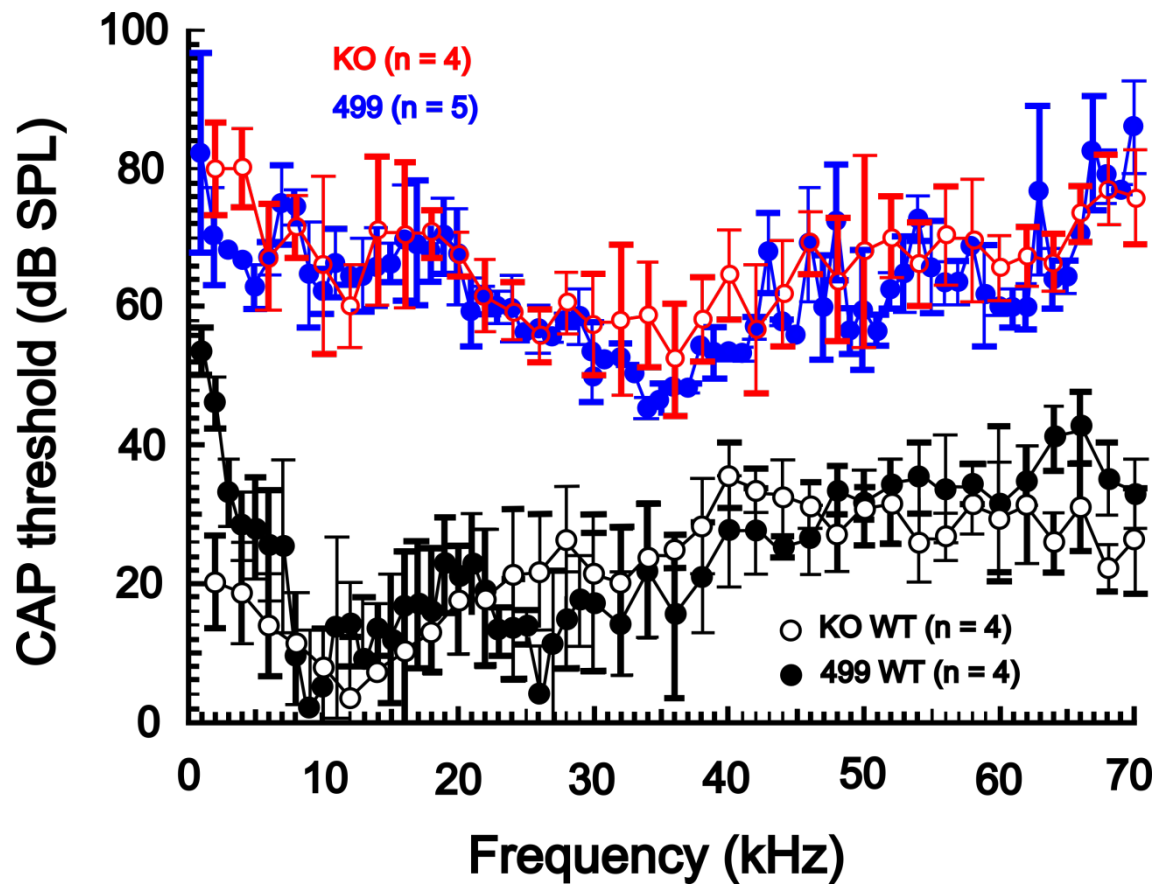 KO (n = 4)
499 (n = 5)
CAP threshold (dB SPL)
100
80
60
40
20
0
KO WT (n = 4)
499 WT (n = 4)
0 10 20 30 40 50 60 70
Frequency (kHz)